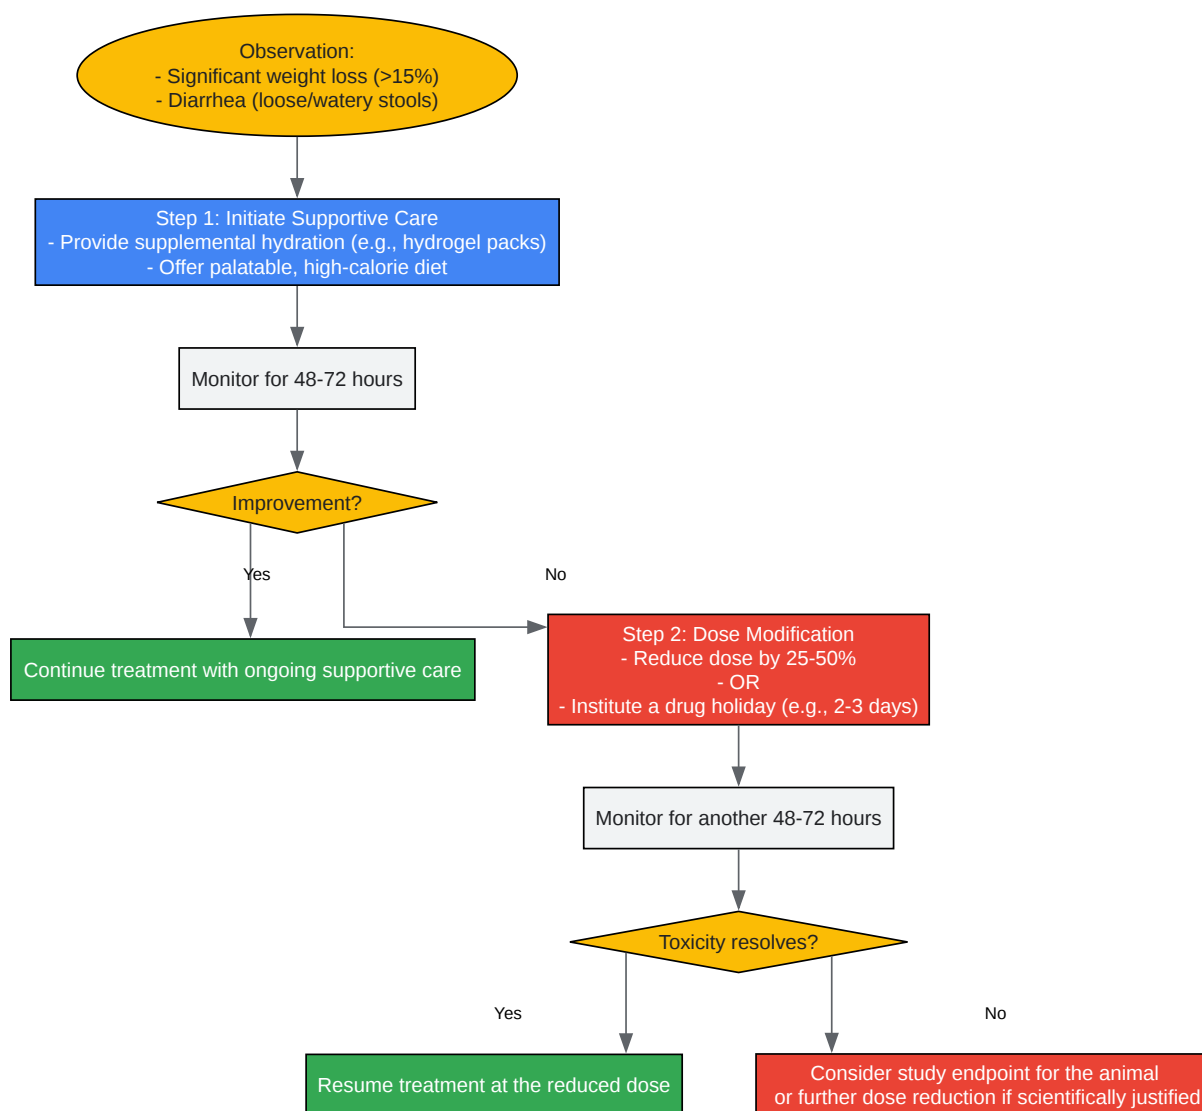 Observation:
- Significant weight loss (>15%)
- Diarrhea (loose/watery stools)
Step 1: Initiate Supportive Care
- Provide supplemental hydration (e.g., hydrogel packs)
- Offer palatable, high-calorie diet
Monitor for 48-72 hours
Improvement?
Yes
No
Continue treatment with ongoing supportive care
Step 2: Dose Modification
- Reduce dose by 25-50%
- OR
- Institute a drug holiday (e.g., 2-3 days)
Monitor for another 48-72 hours
Toxicity resolves?
Yes
No
Resume treatment at the reduced dose
Consider study endpoint for the animal
or further dose reduction if scientifically justified